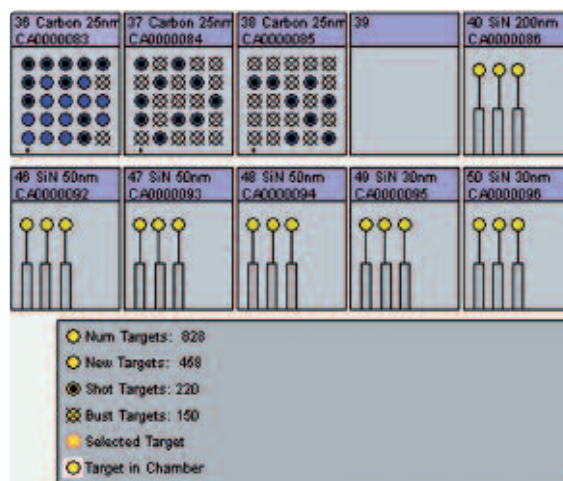 36 Carbon 25nm
CA0000083
37 Carbon 25nm
CA0000084
38 Carbon 25nm
CA0000085
39
40 SiN 200nm
CA0000086
46 SiN 50nm
CA0000092
47 SiN 50nm
CA0000093
48 SiN 50nm
CA0000094
49 SiN 30nm
CA0000095
50 SiN 30nm
CA0000096
Num Targets: 828
New Targets: 458
Shot Targets: 220
Bust Targets: 150
Selected Target
Target in Chamber